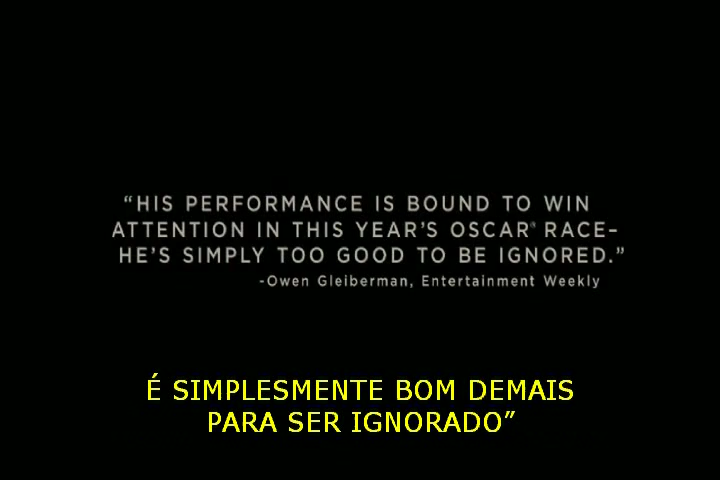 “HIS PERFORMANCE IS BOUND TO WIN
ATTENTION IN THIS YEAR’S OSCAR® RACE–
HE’S SIMPLY TOO GOOD TO BE IGNORED.”
-Owen Gleiberman, Entertainment Weekly
É SIMPLESMENTE BOM DEMAIS
PARA SER IGNORADO”